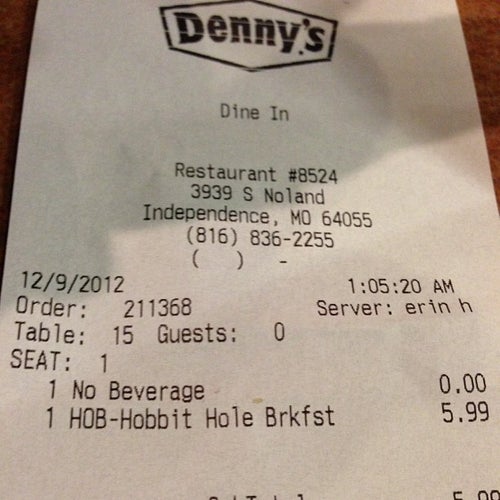 Denny's
Dine In
Restaurant #8524
3939 S Noland
Independence, MO 64055
(816) 836-2255
( ) -
12/9/2012 1:05:20 AM
Order: 211368 Server: erin h
Table: 15 Guests: 0
SEAT: 1
1 No Beverage 0.00
1 HOB-Hobbit Hole Brkfst 5.99